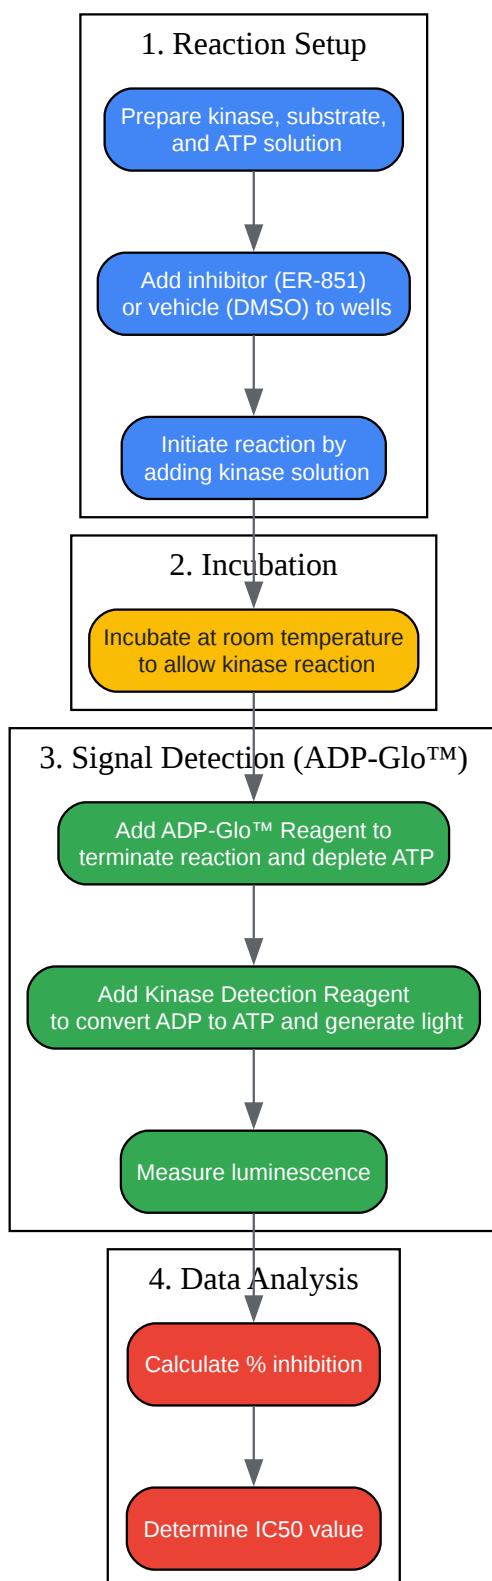 1. Reaction Setup
Prepare kinase, substrate,
and ATP solution
Add inhibitor (ER-851)
or vehicle (DMSO) to wells
Initiate reaction by
adding kinase solution
2. Incubation
Incubate at room temperature
to allow kinase reaction
3. Signal Detection (ADP-Glo™)
Add ADP-Glo™ Reagent to
terminate reaction and deplete ATP
Add Kinase Detection Reagent
to convert ADP to ATP and generate light
Measure luminescence
4. Data Analysis
Calculate % inhibition
Determine IC50 value